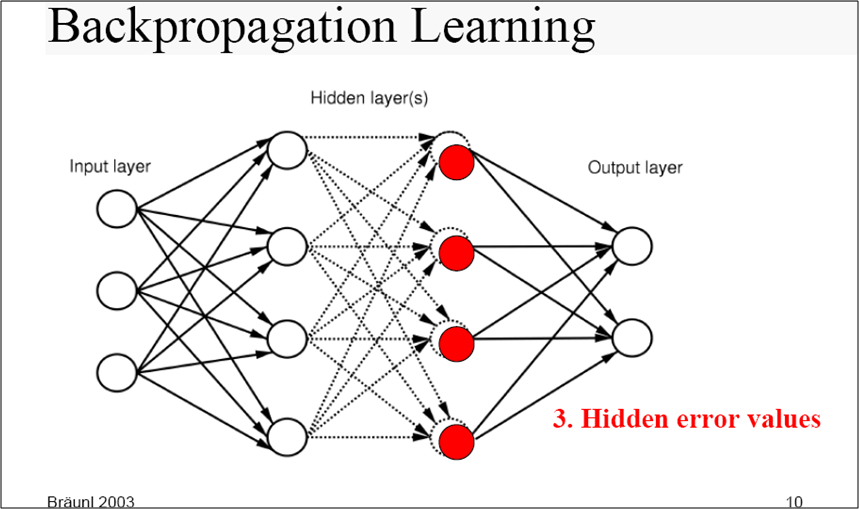 Backpropagation Learning
Hidden layer(s)
Input layer
Output layer
3. Hidden error values
Bräunl 2003
10